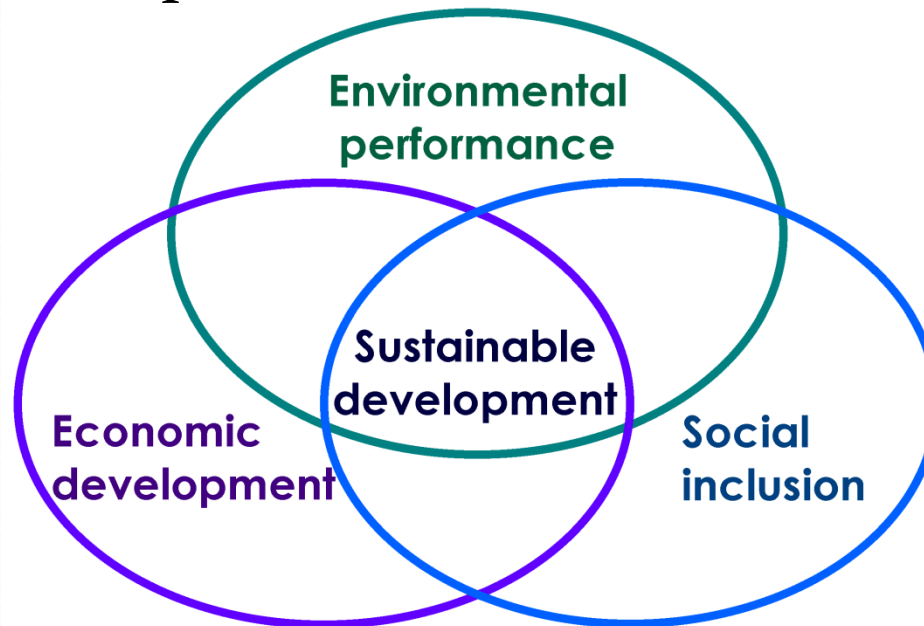 Environmental
performance
Sustainable
development
Economic
development
Social
inclusion